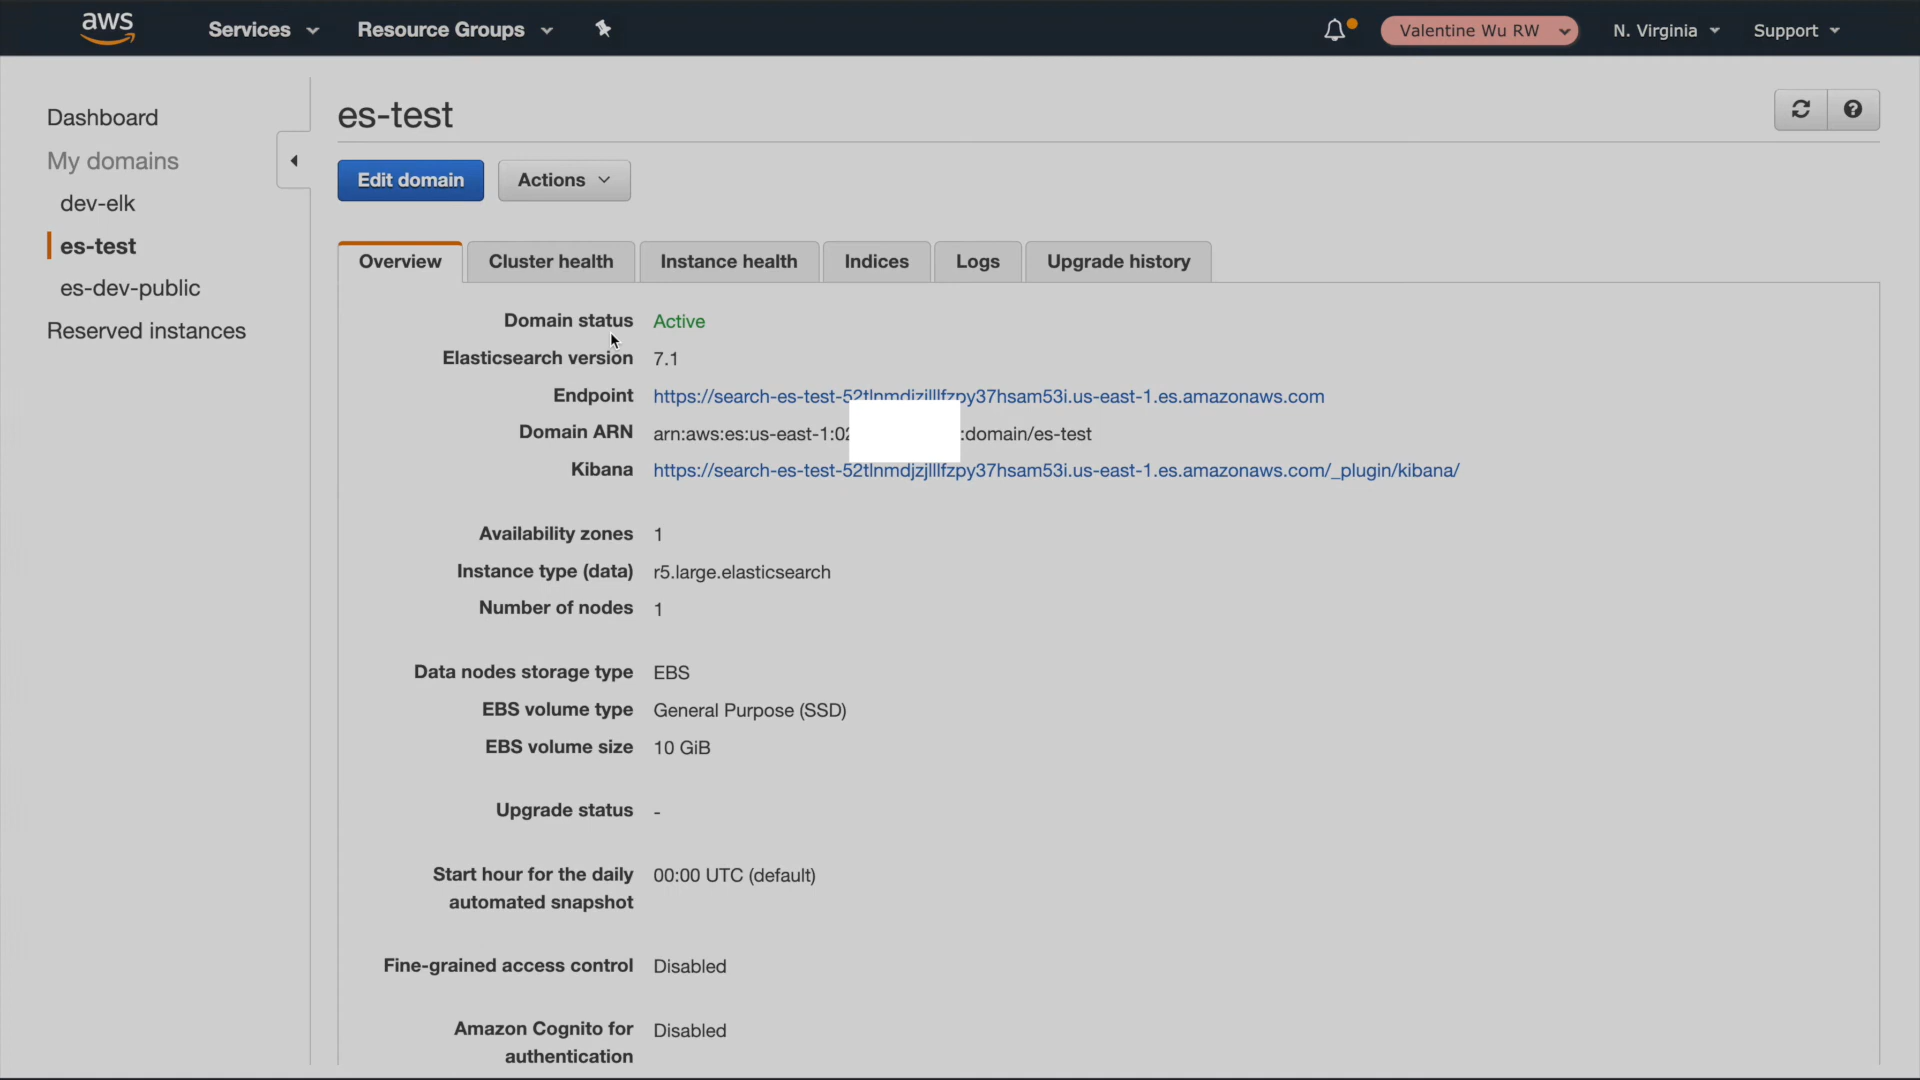 aws Services Resource Groups Valentine Wu RW N. Virginia Support
Dashboard
My domains
dev-elk
es-test
es-dev-public
Reserved instances
es-test
Edit domain Actions
Overview Cluster health Instance health Indices Logs Upgrade history
Domain status Active
Elasticsearch version 7.1
Endpoint https://search-es-test-52tlnmdjzjlllfzpy37hsam53i.us-east-1.es.amazonaws.com
Domain ARN arn:aws:es:us-east-1:02 :domain/es-test
Kibana https://search-es-test-52tlnmdjzjlllfzpy37hsam53i.us-east-1.es.amazonaws.com/_plugin/kibana/
Availability zones 1
Instance type (data) r5.large.elasticsearch
Number of nodes 1
Data nodes storage type EBS
EBS volume type General Purpose (SSD)
EBS volume size 10 GiB
Upgrade status -
Start hour for the daily 00:00 UTC (default)
automated snapshot
Fine-grained access control Disabled
Amazon Cognito for Disabled
authentication